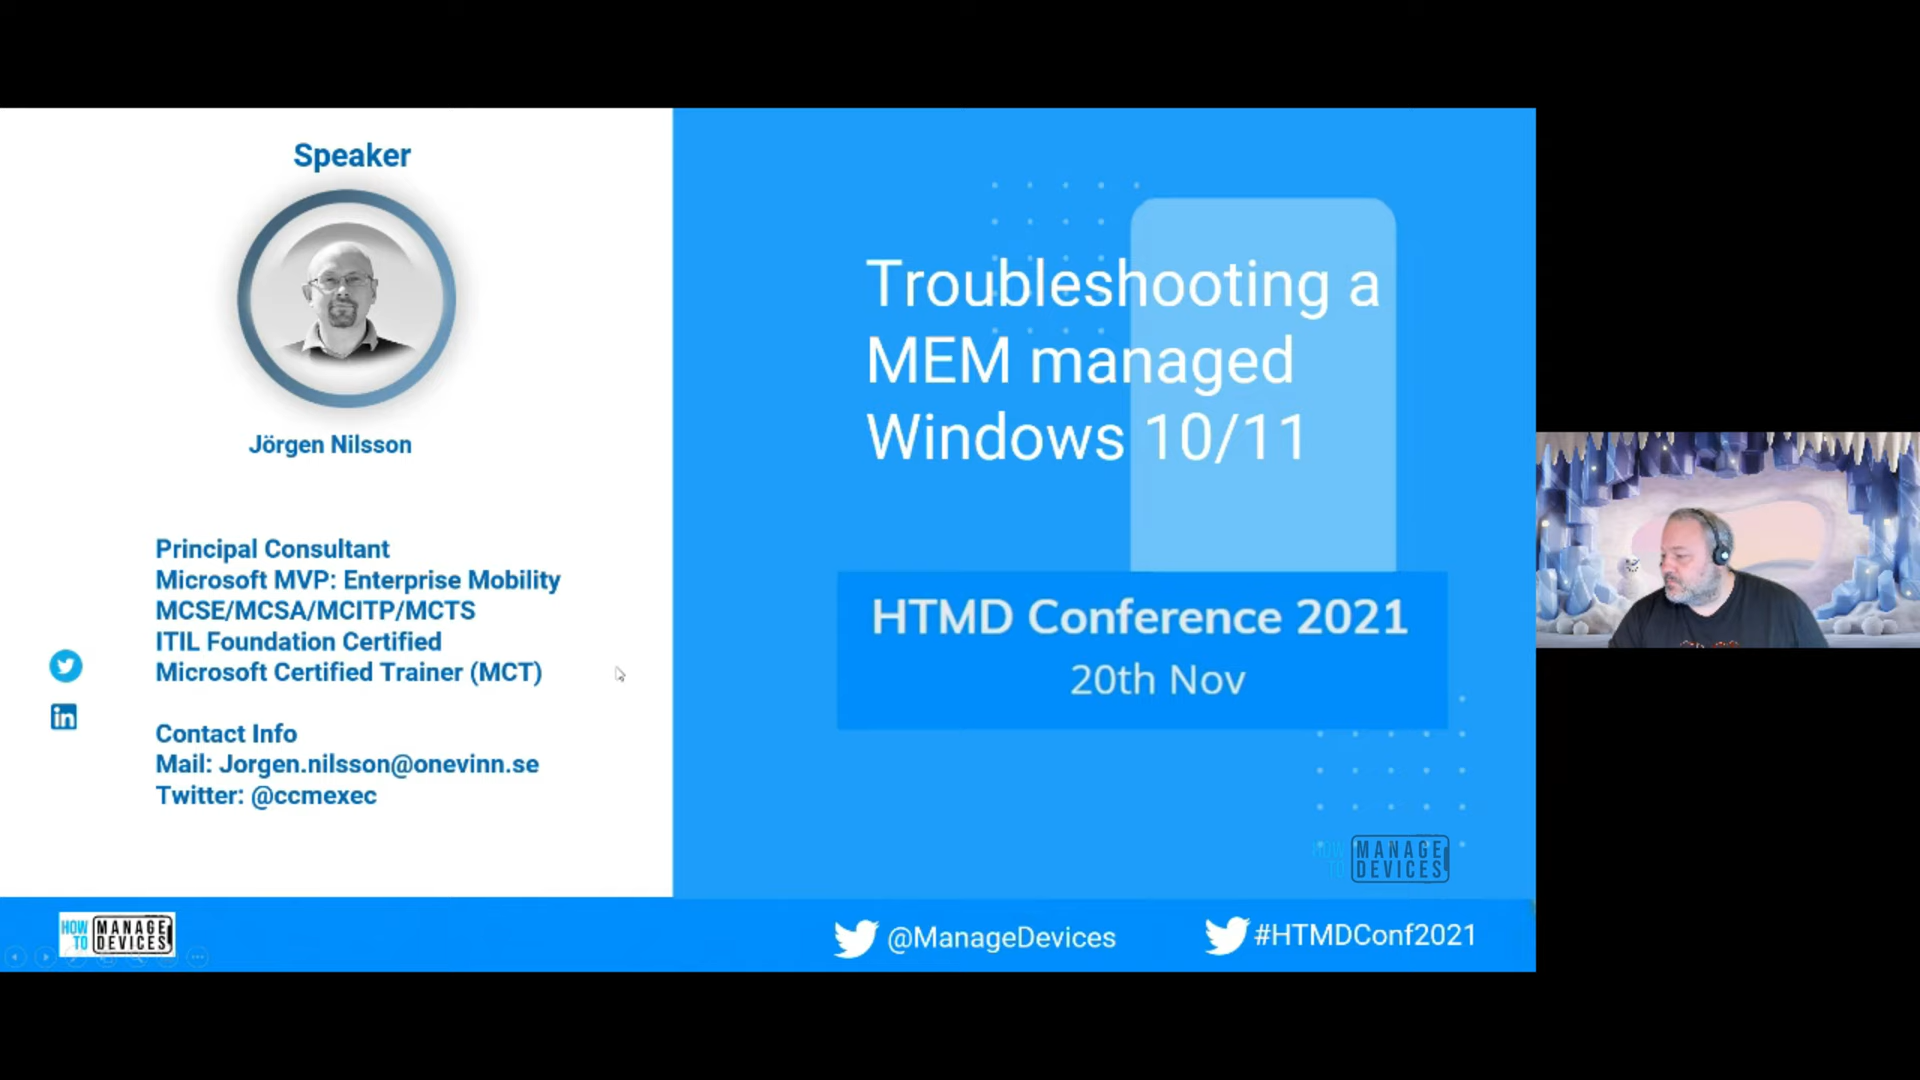 Speaker
Jörgen Nilsson
Principal Consultant
Microsoft MVP: Enterprise Mobility
MCSE/MCSA/MCITP/MCTS
ITIL Foundation Certified
Microsoft Certified Trainer (MCT)
in
Contact Info
Mail: Jorgen.nilsson@onevinn.se
Twitter: @ccmexec
Troubleshooting a
MEM managed
Windows 10/11
HTMD Conference 2021
20th Nov
HOW TO MANAGE DEVICES
HOW TO MANAGE DEVICES
@ManageDevices
#HTMDConf2021